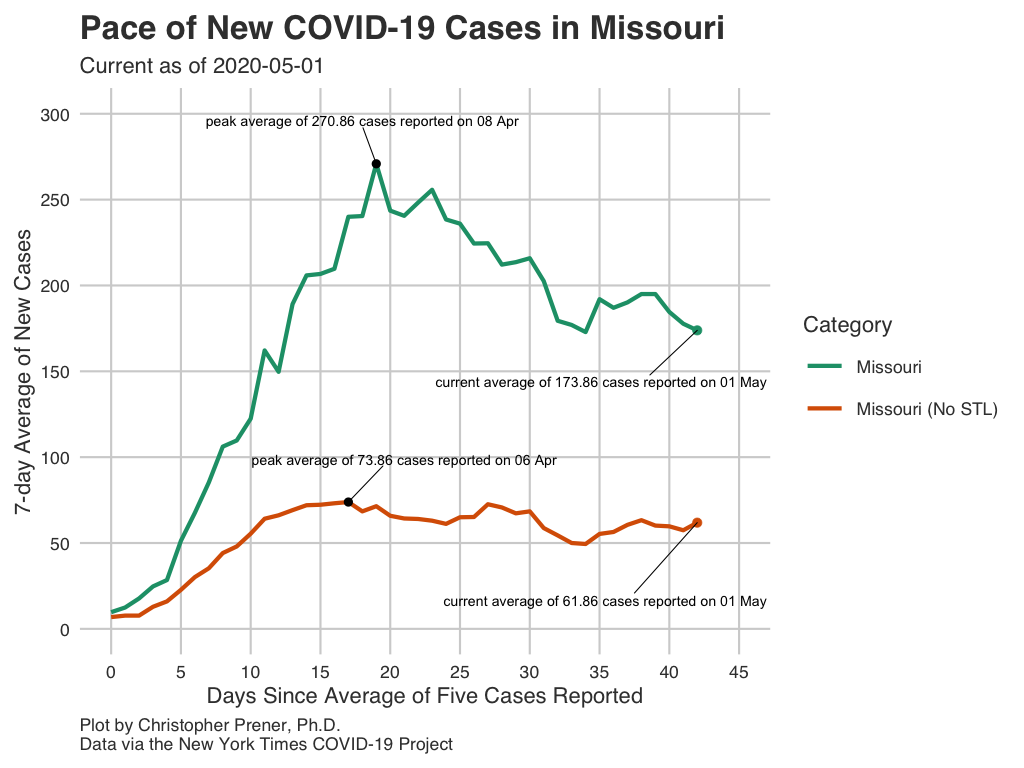 Pace of New COVID-19 Cases in Missouri
Current as of 2020-05-01
7-day Average of New Cases
300
250
200
150
100
50
0
peak average of 270.86 cases reported on 08 Apr
current average of 173.86 cases reported on 01 May
peak average of 73.86 cases reported on 06 Apr
current average of 61.86 cases reported on 01 May
Category
Missouri
Missouri (No STL)
0 5 10 15 20 25 30 35 40 45
Days Since Average of Five Cases Reported
Plot by Christopher Prener, Ph.D.
Data via the New York Times COVID-19 Project